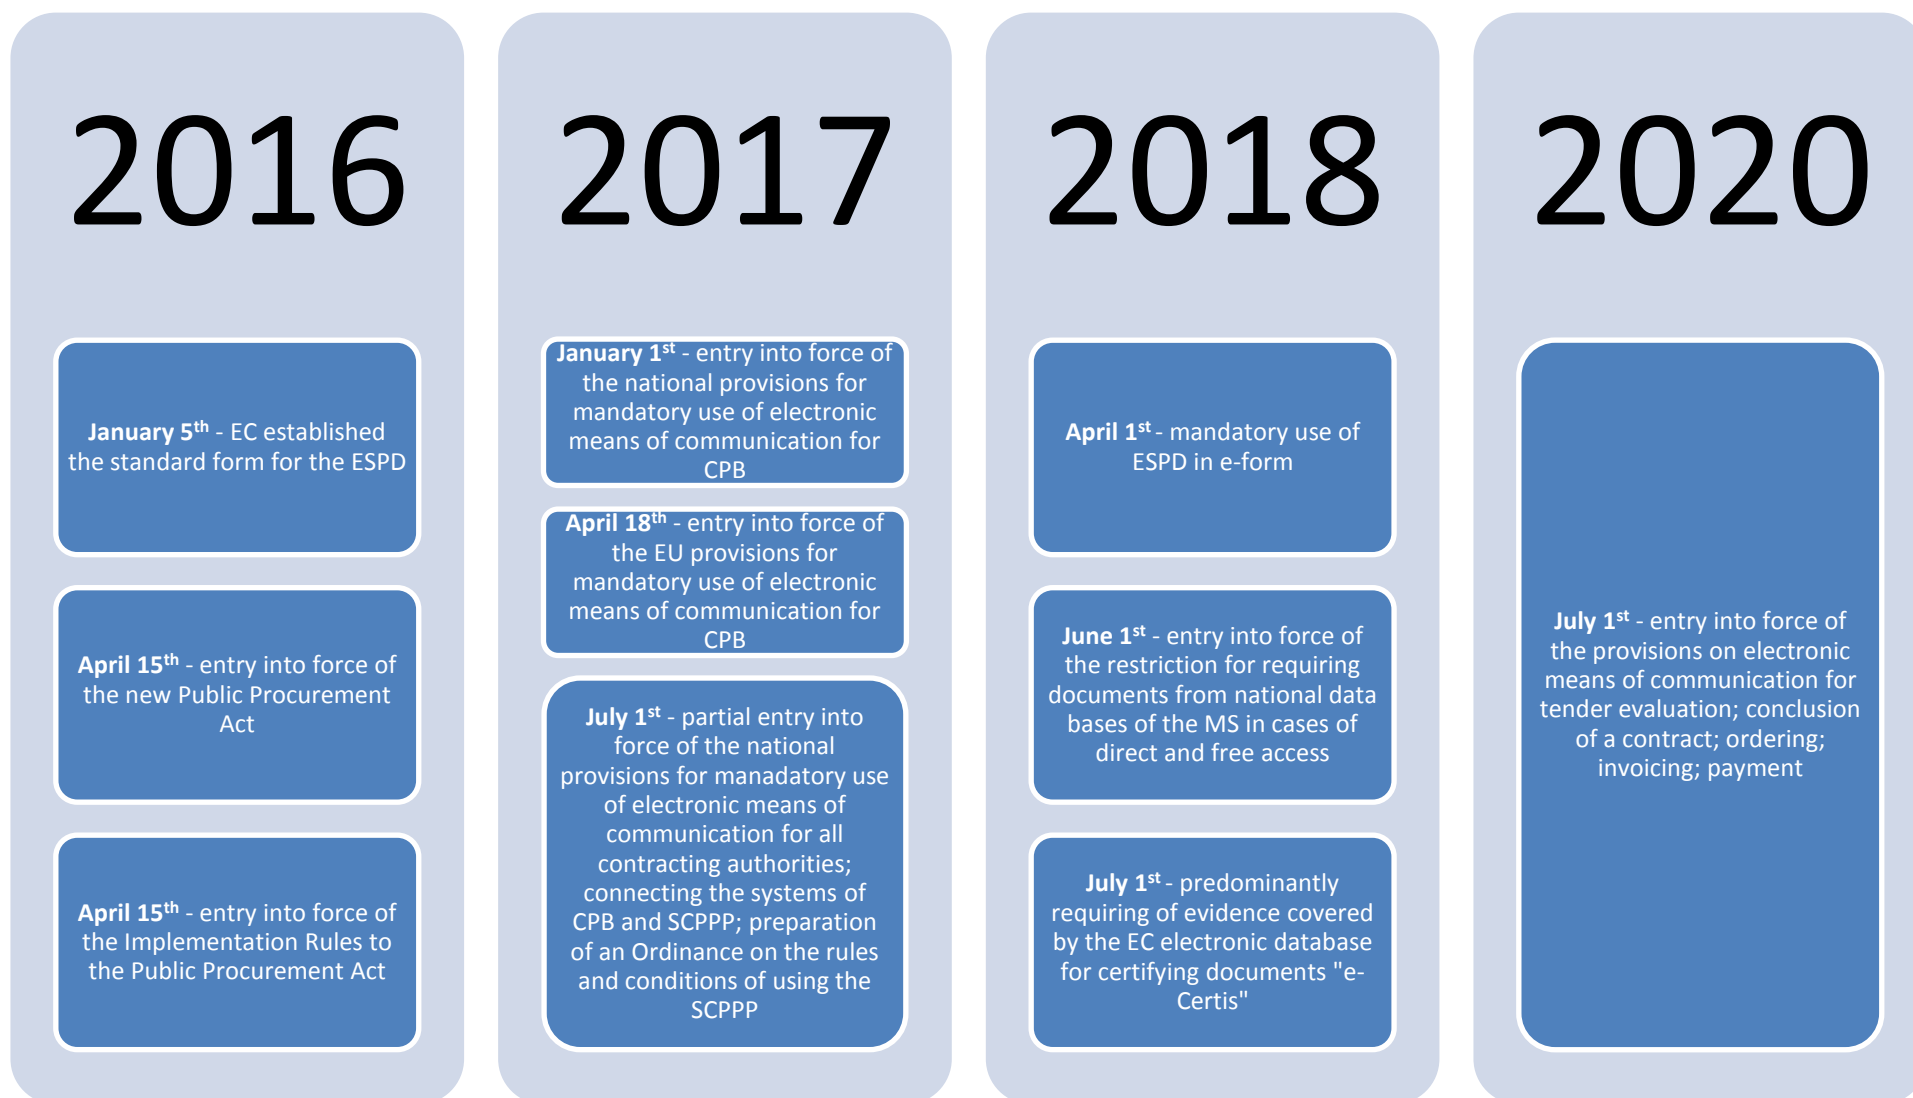 2016
January 5th - EC established
the standard form for the ESPD
April 15th - entry into force of
the new Public Procurement
Act
April 15th - entry into force of
the Implementation Rules to
the Public Procurement Act
2017
January 1st - entry into force of
the national provisions for
mandatory use of electronic
means of communication for
CPB
April 18th - entry into force of
the EU provisions for
mandatory use of electronic
means of communication for
CPB
July 1st - partial entry into
force of the national
provisions for manadatory use
of electronic means of
communication for all
contracting authorities;
connecting the systems of
CPB and SCPPP; preparation
of an Ordinance on the rules
and conditions of using the
SCPPP
2018
April 1st - mandatory use of
ESPD in e-form
June 1st - entry into force of
the restriction for requiring
documents from national data
bases of the MS in cases of
direct and free access
July 1st - predominantly
requiring of evidence covered
by the EC electronic database
for certifying documents "e-
Certis"
2020
July 1st - entry into force of
the provisions on electronic
means of communication for
tender evaluation; conclusion
of a contract; ordering;
invoicing; payment